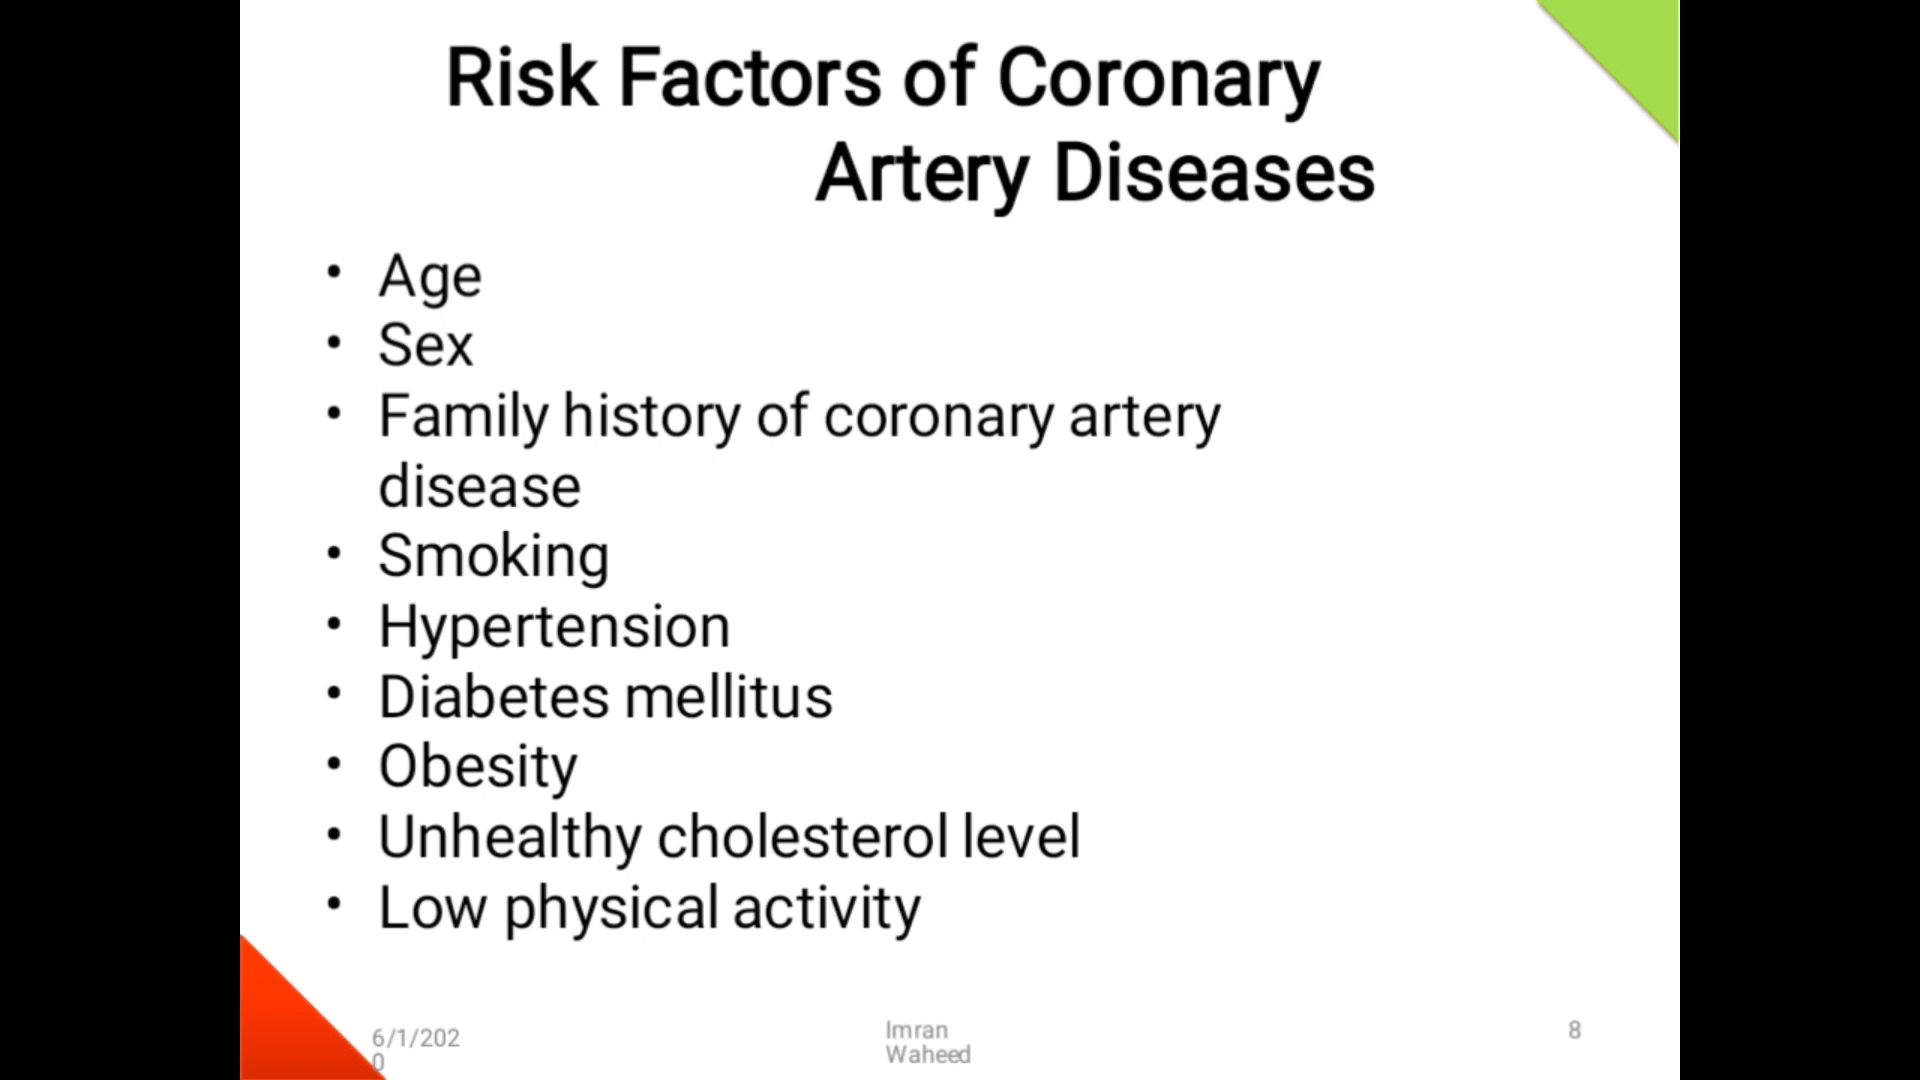 Risk Factors of Coronary
Artery Diseases
• Age
• Sex
• Family history of coronary artery
disease
• Smoking
• Hypertension
• Diabetes mellitus
• Obesity
• Unhealthy cholesterol level
• Low physical activity
6/1/202
0
Imran
Waheed
8